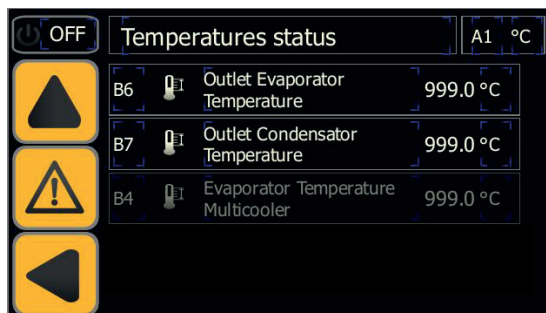 OFF
Temperatures status
A1 °C
B6 Outlet Evaporator Temperature 999.0 °C
B7 Outlet Condensator Temperature 999.0 °C
B4 Evaporator Temperature Multicooler 999.0 °C